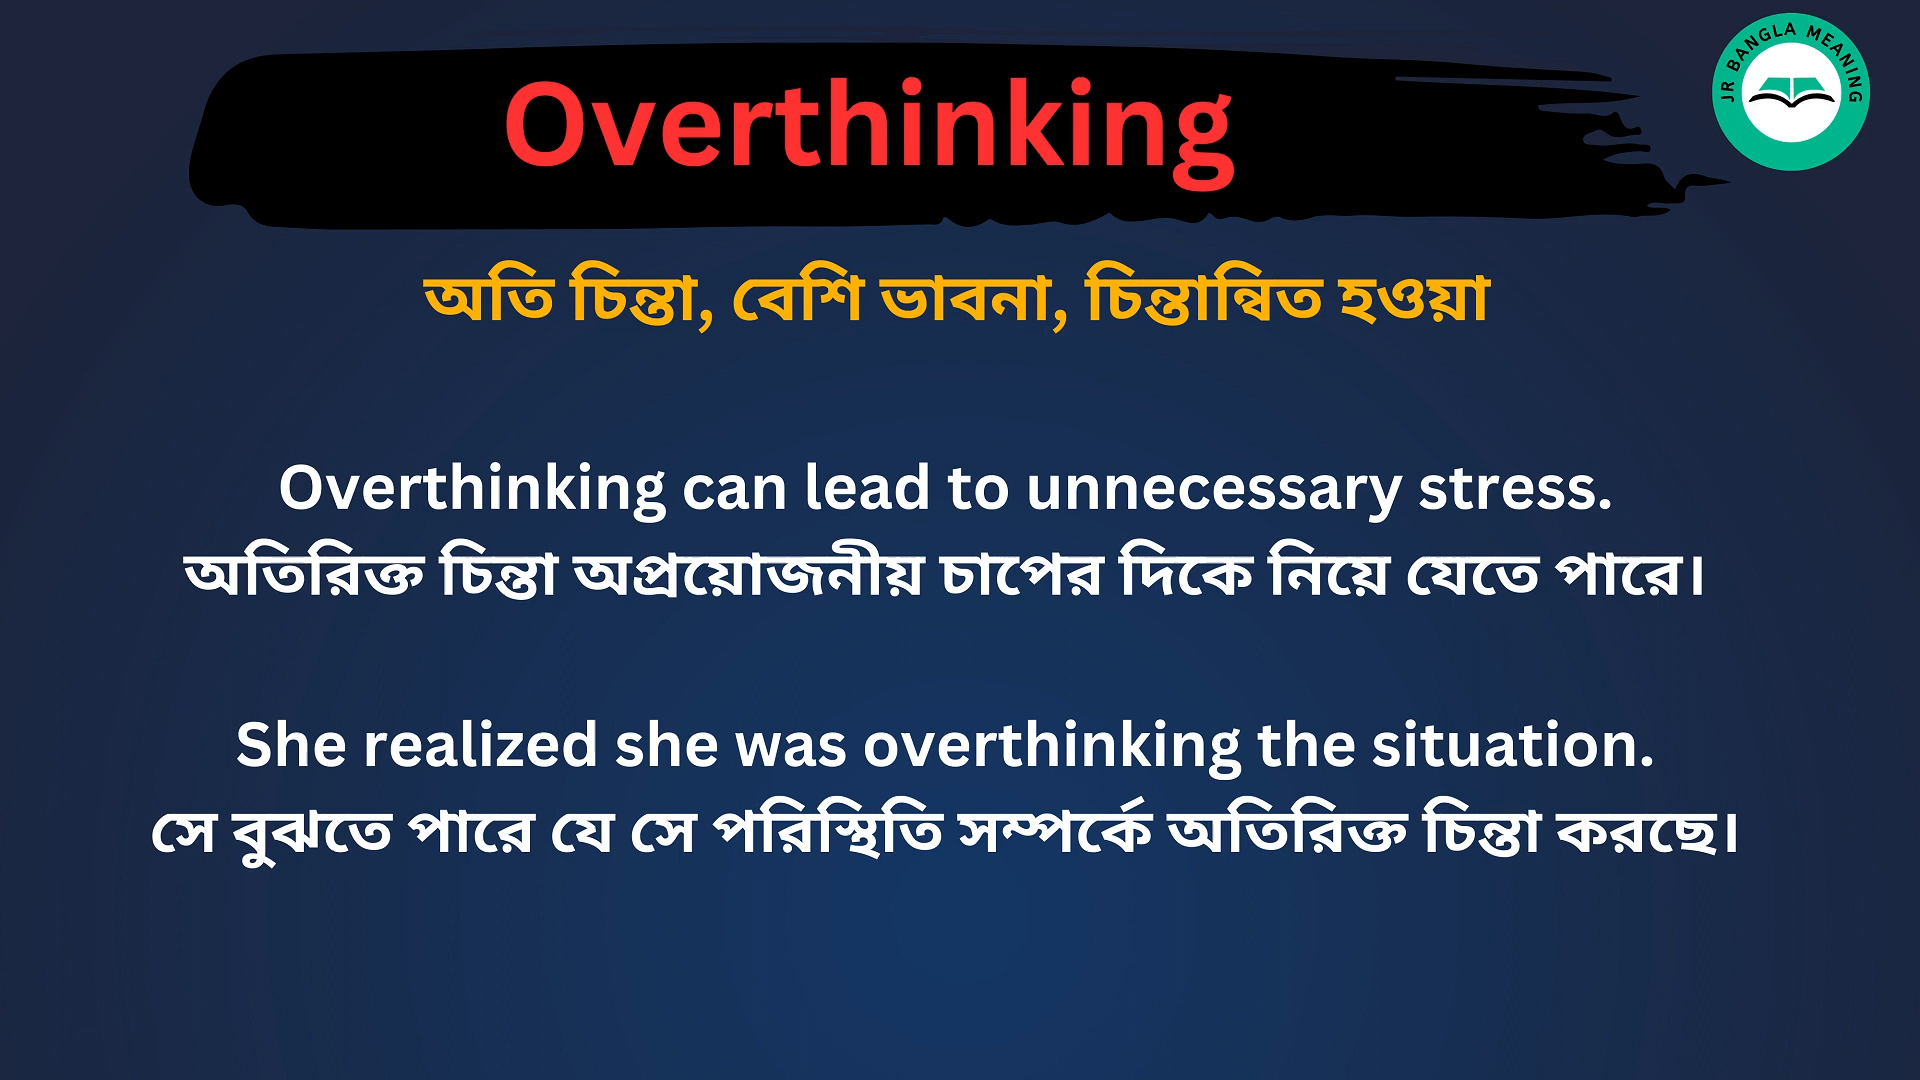 JR BANGLA MEANING
Overthinking
অতি চিন্তা, বেশি ভাবনা, চিন্তান্বিত হওয়া
Overthinking can lead to unnecessary stress.
অতিরিক্ত চিন্তা অপ্রয়োজনীয় চাপের দিকে নিয়ে যেতে পারে।
She realized she was overthinking the situation.
সে বুঝতে পারে যে সে পরিস্থিতি সম্পর্কে অতিরিক্ত চিন্তা করছে।